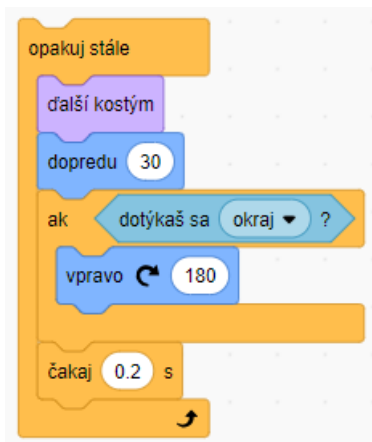 opakuj stále
ďalší kostým
dopredu 30
ak dotýkaš sa okraj ?
vpravo 180
čakaj 0.2 s